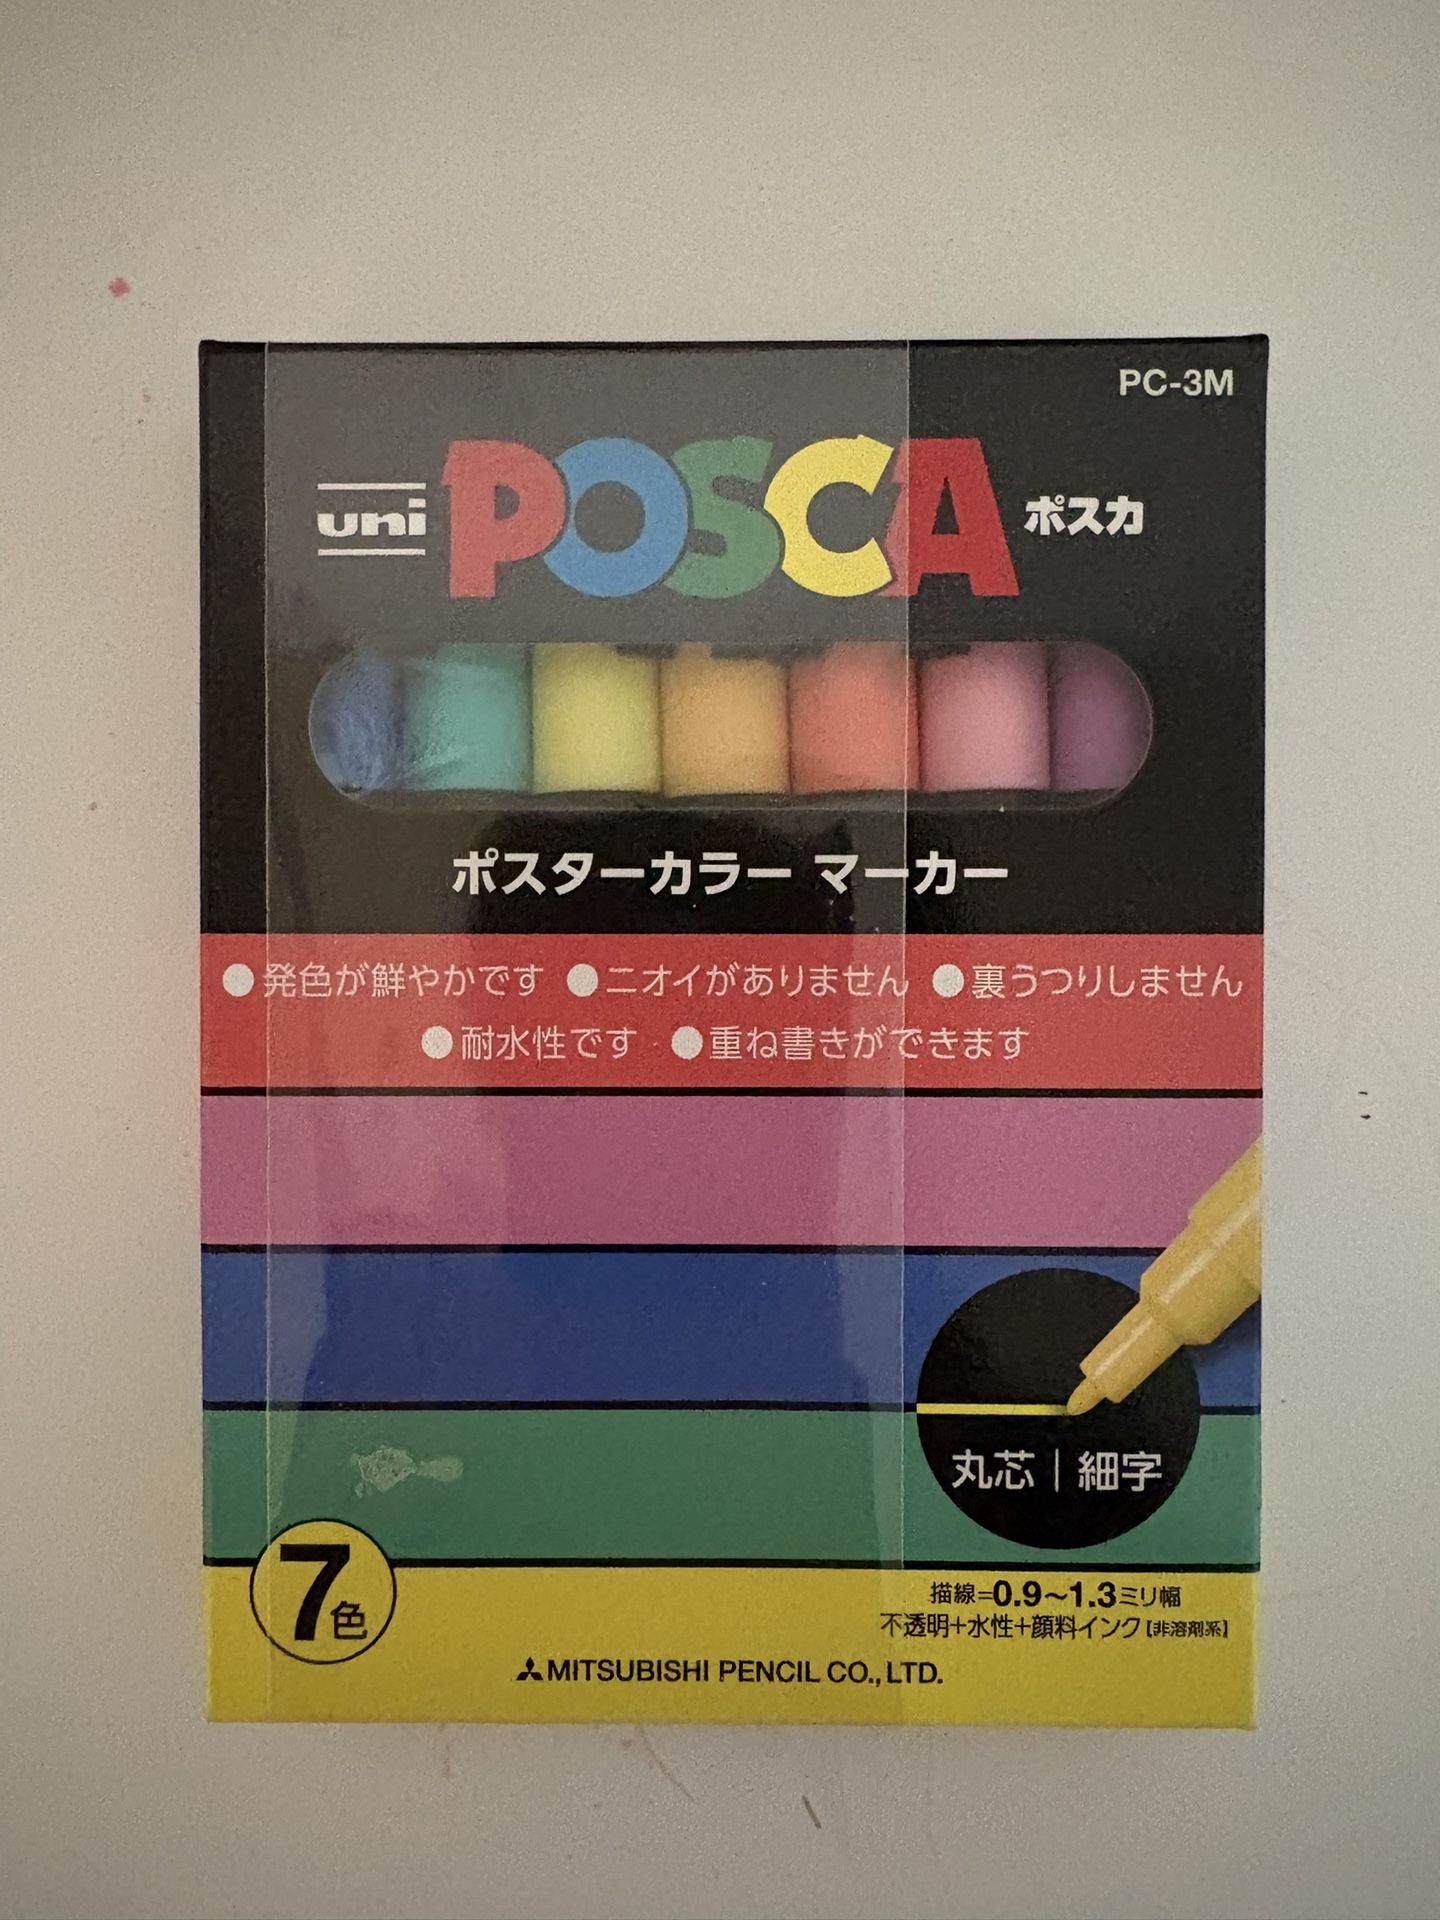 PC-3M
uni POSCA ポスカ
ポスターカラー マーカー
●発色が鮮やかです ●ニオイがありません ●裏うつりしません
●耐水性です ●重ね書きができます
丸芯｜細字
7色
描線=0.9〜1.3ミリ幅
不透明+水性+顔料インク【非溶剤系】
MITSUBISHI PENCIL CO., LTD.